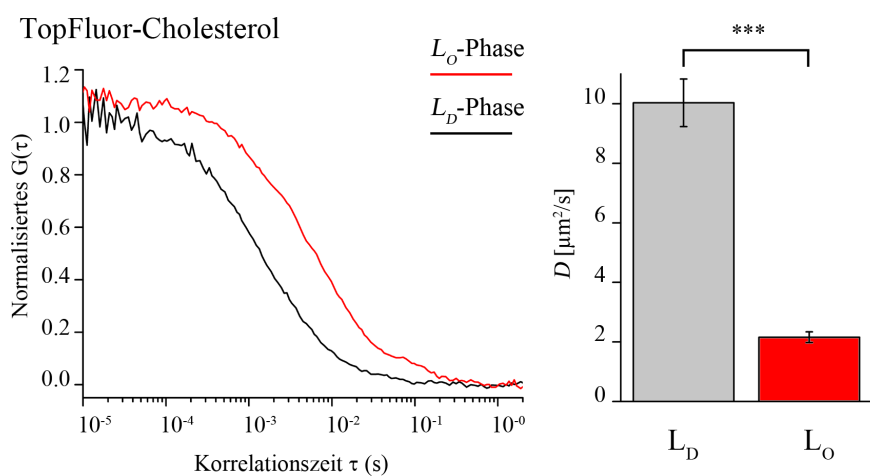 TopFluor-Cholesterol
L_O-Phase
L_D-Phase
Normalisiertes G(τ)
1.2
1.0
0.8
0.6
0.4
0.2
0.0
10^-5
10^-4
10^-3
10^-2
10^-1
10^-0
Korrelationszeit τ (s)
***
D [μm²/s]
10
8
6
4
2
0
L_D
L_O